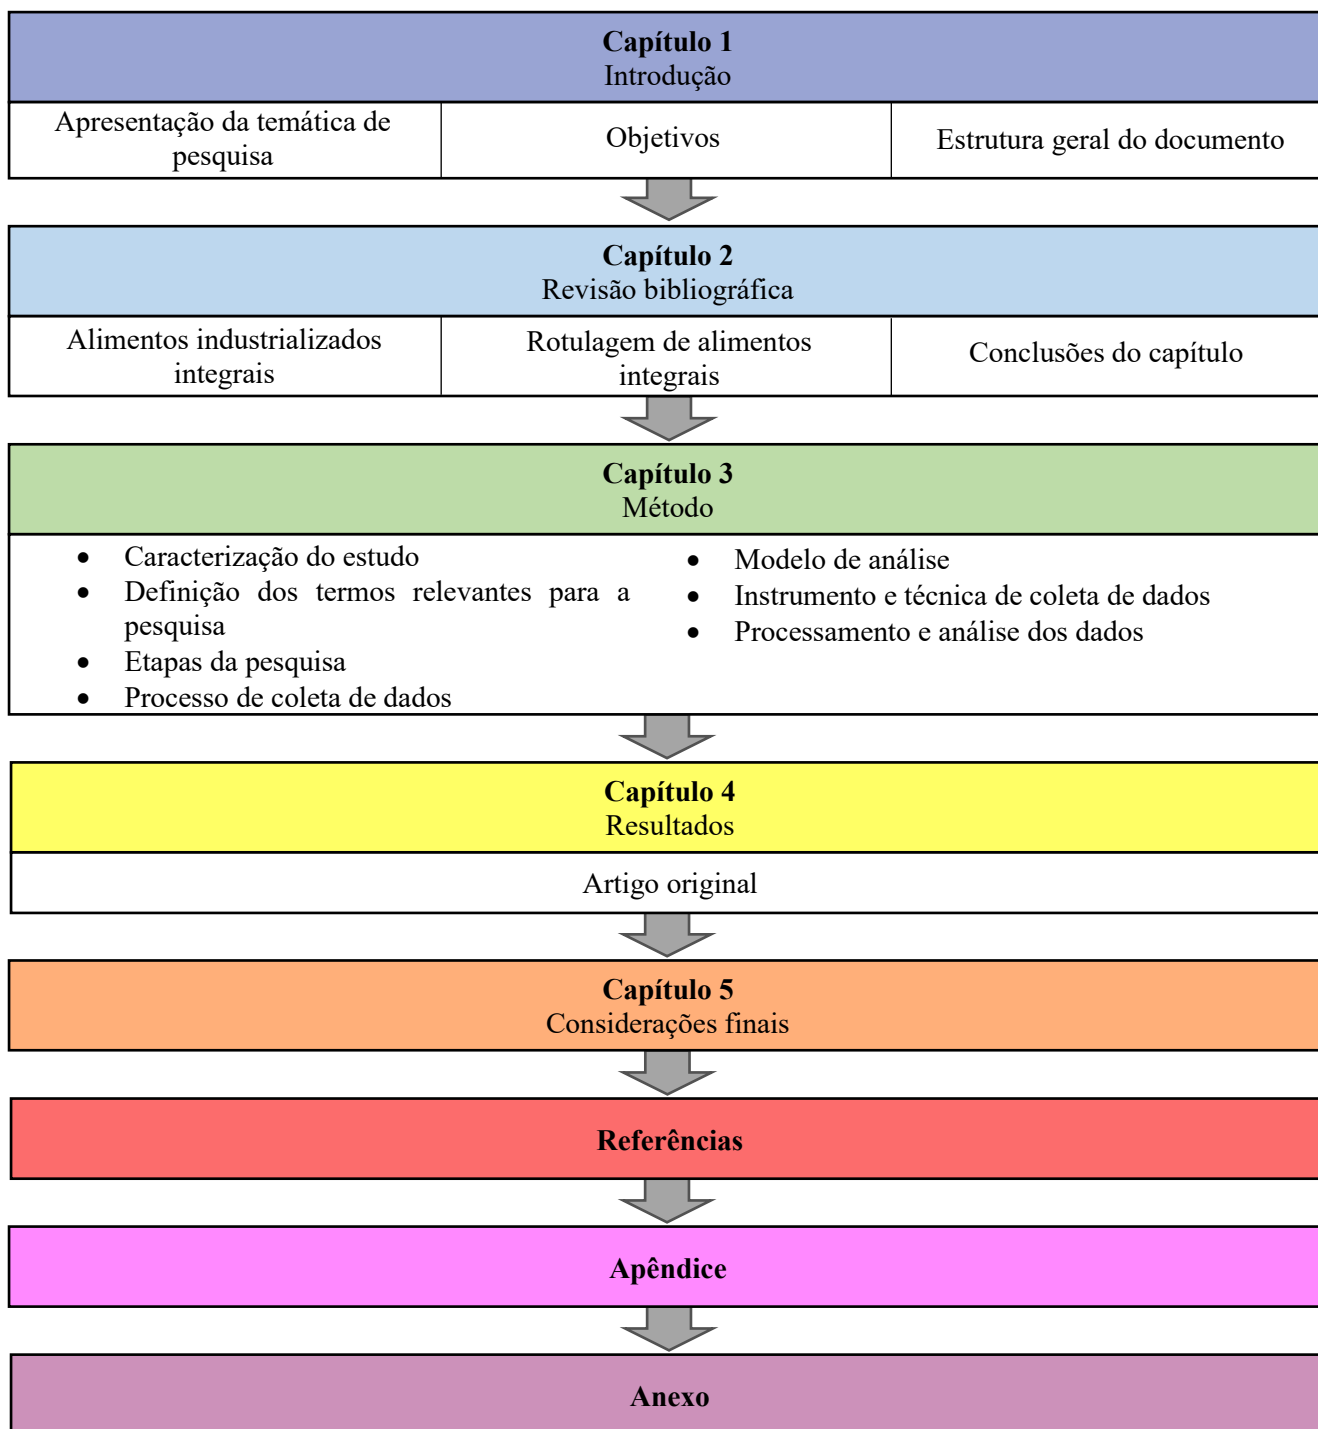 Capítulo 1
Introdução
Apresentação da temática de
pesquisa
Objetivos
Estrutura geral do documento
Capítulo 2
Revisão bibliográfica
Alimentos industrializados
integrais
Rotulagem de alimentos
integrais
Conclusões do capítulo
Capítulo 3
Método
• Caracterização do estudo
• Definição dos termos relevantes para a
pesquisa
• Etapas da pesquisa
• Processo de coleta de dados
• Modelo de análise
• Instrumento e técnica de coleta de dados
• Processamento e análise dos dados
Capítulo 4
Resultados
Artigo original
Capítulo 5
Considerações finais
Referências
Apêndice
Anexo